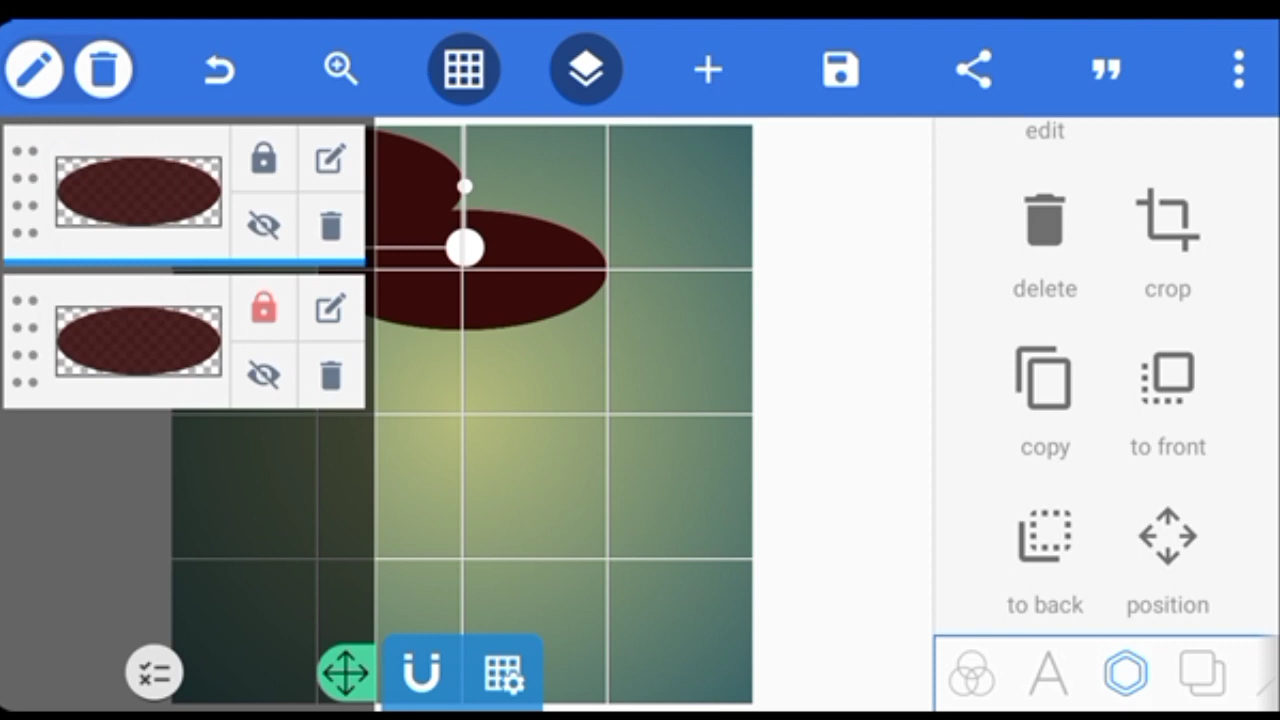 edit
delete
crop
copy
to front
to back
position